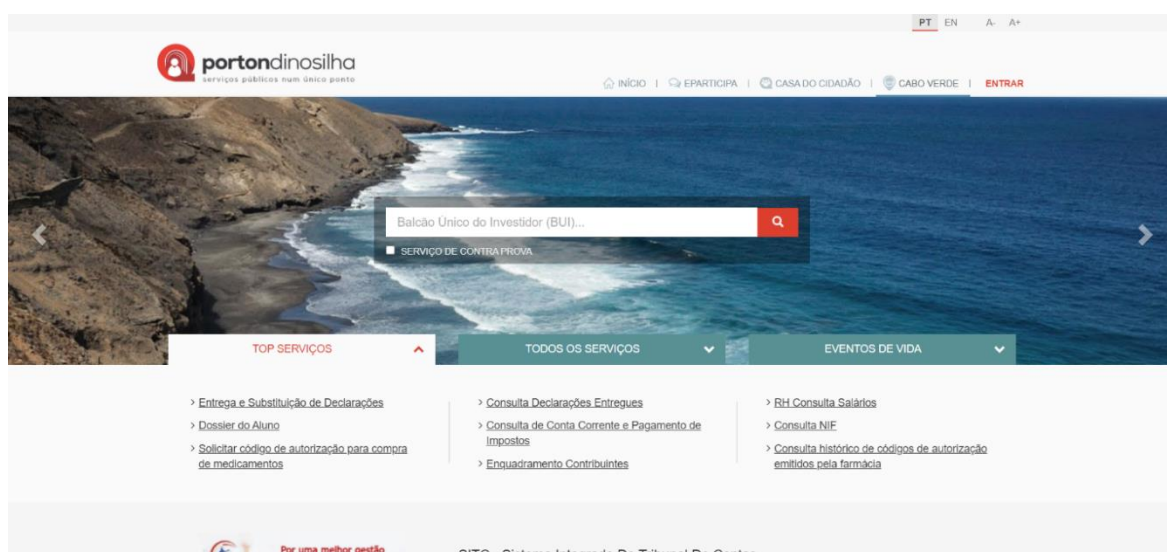 PT EN A- A+
portondinosilha
serviços públicos num único ponto
INÍCIO | EPARTICIPA | CASA DO CIDADÃO | CABO VERDE | ENTRAR
Balcão Único do Investidor (BUI)...
SERVIÇO DE CONTRA PROVA
TOP SERVIÇOS
TODOS OS SERVIÇOS
EVENTOS DE VIDA
> Entrega e Substituição de Declarações
> Dossier do Aluno
> Solicitar código de autorização para compra
de medicamentos
> Consulta Declarações Entregues
> Consulta de Conta Corrente e Pagamento de
Impostos
> Enquadramento Contribuintes
> RH Consulta Salários
> Consulta NIF
> Consulta histórico de códigos de autorização
emitidos pela farmácia
Por uma melhor gestão